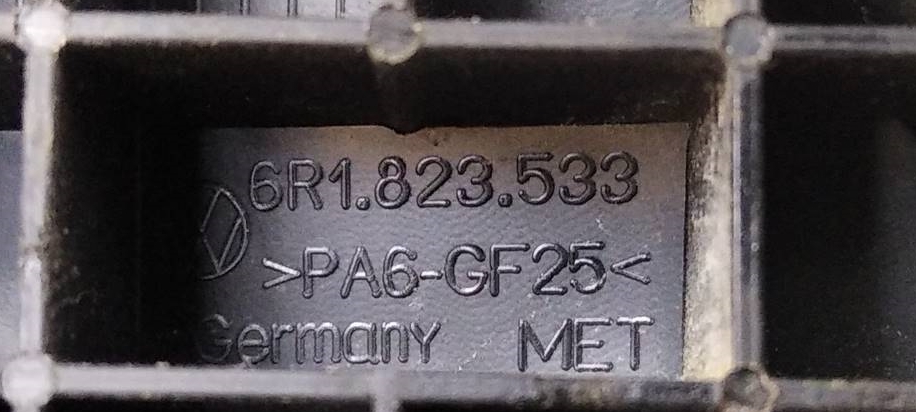 6R1.823.533
>PA6-GF25<
Germany MET